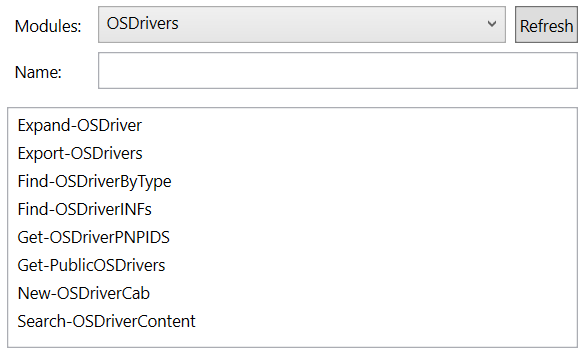 Modules: OSDrivers Refresh
Name:
Expand-OSDriver
Export-OSDrivers
Find-OSDriverByType
Find-OSDriverINFs
Get-OSDriverPNPIDS
Get-PublicOSDrivers
New-OSDriverCab
Search-OSDriverContent